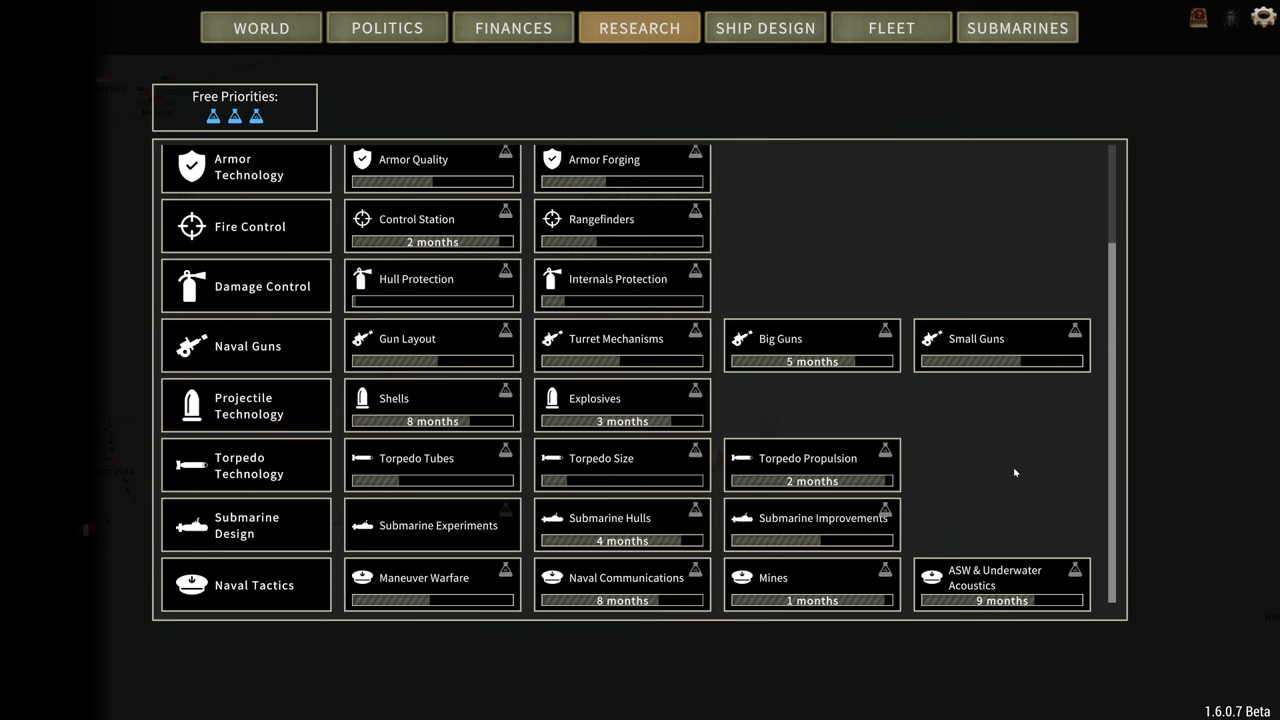 WORLD
POLITICS
FINANCES
RESEARCH
SHIP DESIGN
FLEET
SUBMARINES
Free Priorities:
Armor
Technology
Armor Quality
Armor Forging
Fire Control
Control Station
2 months
Rangefinders
Damage Control
Hull Protection
Internals Protection
Naval Guns
Gun Layout
Turret Mechanisms
Big Guns
5 months
Small Guns
Projectile
Technology
Shells
8 months
Explosives
3 months
Torpedo
Technology
Torpedo Tubes
Torpedo Size
Torpedo Propulsion
2 months
Submarine
Design
Submarine Experiments
Submarine Hulls
4 months
Submarine Improvements
Naval Tactics
Maneuver Warfare
Naval Communications
8 months
Mines
1 months
ASW & Underwater
Acoustics
9 months
1.6.0.7 Beta